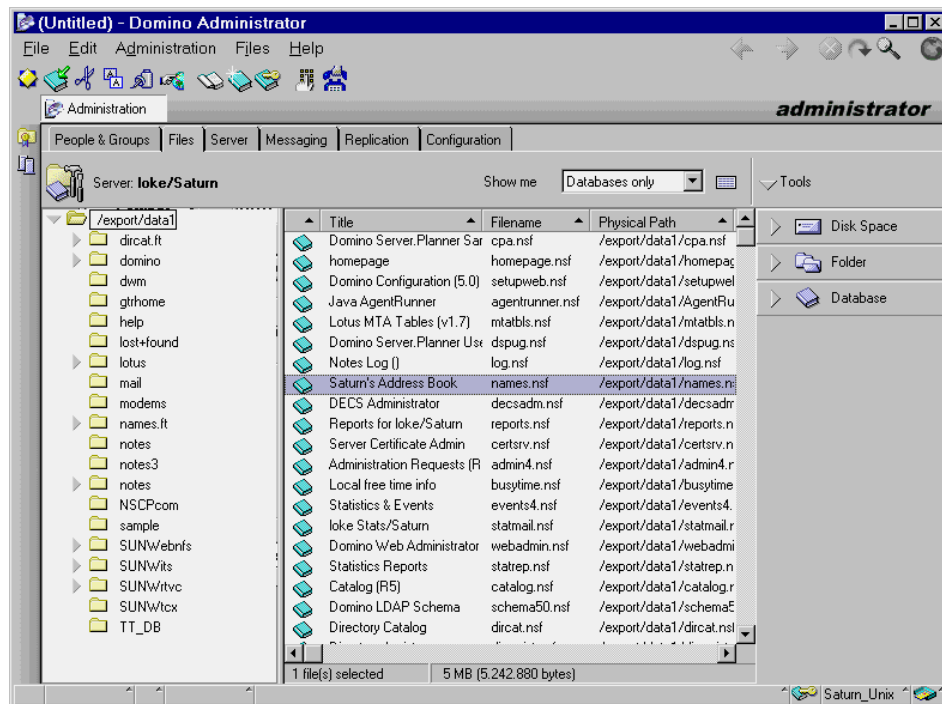 (Untitled) - Domino Administrator
File Edit Administration Files Help
Administration
administrator
People & Groups Files Server Messaging Replication Configuration
Server: loke/Saturn
Show me Databases only
Tools
/export/data1
dircat.ft
domino
dwm
gtrhome
help
lost+found
lotus
mail
modems
names.ft
notes
notes3
notes
NSCPcom
sample
SUNWebnfs
SUNWits
SUNWrtvc
SUNWtcx
TT_DB
Title Filename Physical Path
Domino Server.Planner Sar cpa.nsf /export/data1/cpa.nsf
homepage homepage.nsf /export/data1/homepag
Domino Configuration (5.0) setupweb.nsf /export/data1/setupwel
Java AgentRunner agentrunner.nsf /export/data1/AgentRu
Lotus MTA Tables (v1.7) mtatbls.nsf /export/data1/mtatbls.n
Domino Server.Planner Use dspug.nsf /export/data1/dspug.ns
Notes Log () log.nsf /export/data1/log.nsf
Saturn's Address Book names.nsf /export/data1/names.n
DECS Administrator decsadm.nsf /export/data1/decsadm
Reports for loke/Saturn reports.nsf /export/data1/reports.n
Server Certificate Admin certsrv.nsf /export/data1/certsrv.n
Administration Requests (R admin4.nsf /export/data1/admin4.r
Local free time info busytime.nsf /export/data1/busytime
Statistics & Events events4.nsf /export/data1/events4.
loke Stats/Saturn statmail.nsf /export/data1/statmail.r
Domino Web Administrator webadmin.nsf /export/data1/webadmi
Statistics Reports statrep.nsf /export/data1/statrep.n
Catalog (R5) catalog.nsf /export/data1/catalog.r
Domino LDAP Schema schema50.nsf /export/data1/schema5
Directory Catalog dircat.nsf /export/data1/dircat.nsf
Disk Space
Folder
Database
1 file(s) selected 5 MB (5.242.880 bytes)
Saturn_Unix